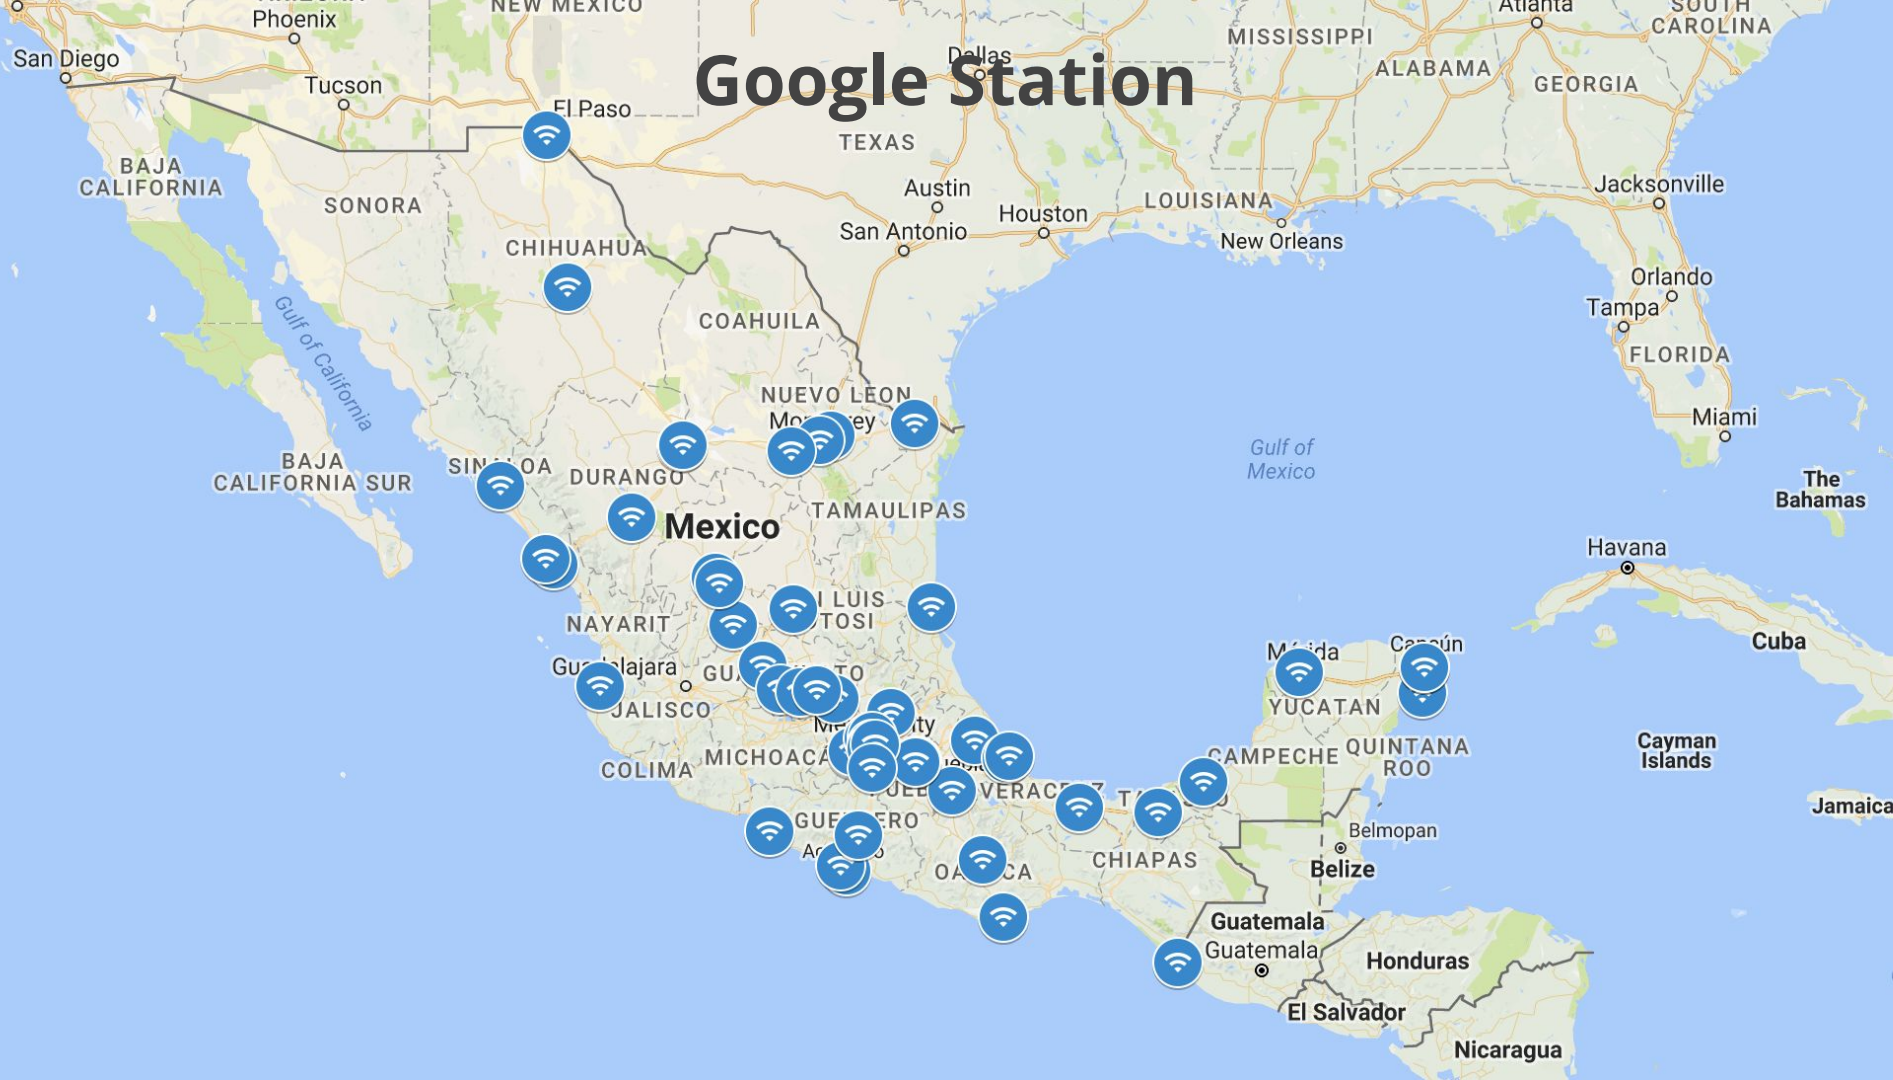 NEW MEXICO
Atlanta
SOUTH
CAROLINA
Phoenix
MISSISSIPPI
San Diego
Dallas
ALABAMA
GEORGIA
Tucson
Google Station
El Paso
TEXAS
BAJA
CALIFORNIA
SONORA
Austin
Houston
LOUISIANA
Jacksonville
San Antonio
New Orleans
CHIHUAHUA
Orlando
Tampa
Gulf of California
COAHUILA
FLORIDA
NUEVO LEON
Miami
Gulf of
Mexico
BAJA
CALIFORNIA SUR
DURANGO
The
Bahamas
TAMAULIPAS
Mexico
Havana
LUIS
NAYARIT
Cuba
JALISCO
YUCATAN
Cayman
Islands
MICHOACÁ
COLIMA
CAMPECHE
QUINTANA
ROO
Jamaica
Belmopan
CHIAPAS
Belize
Guatemala
Guatemala
Honduras
El Salvador
Nicaragua